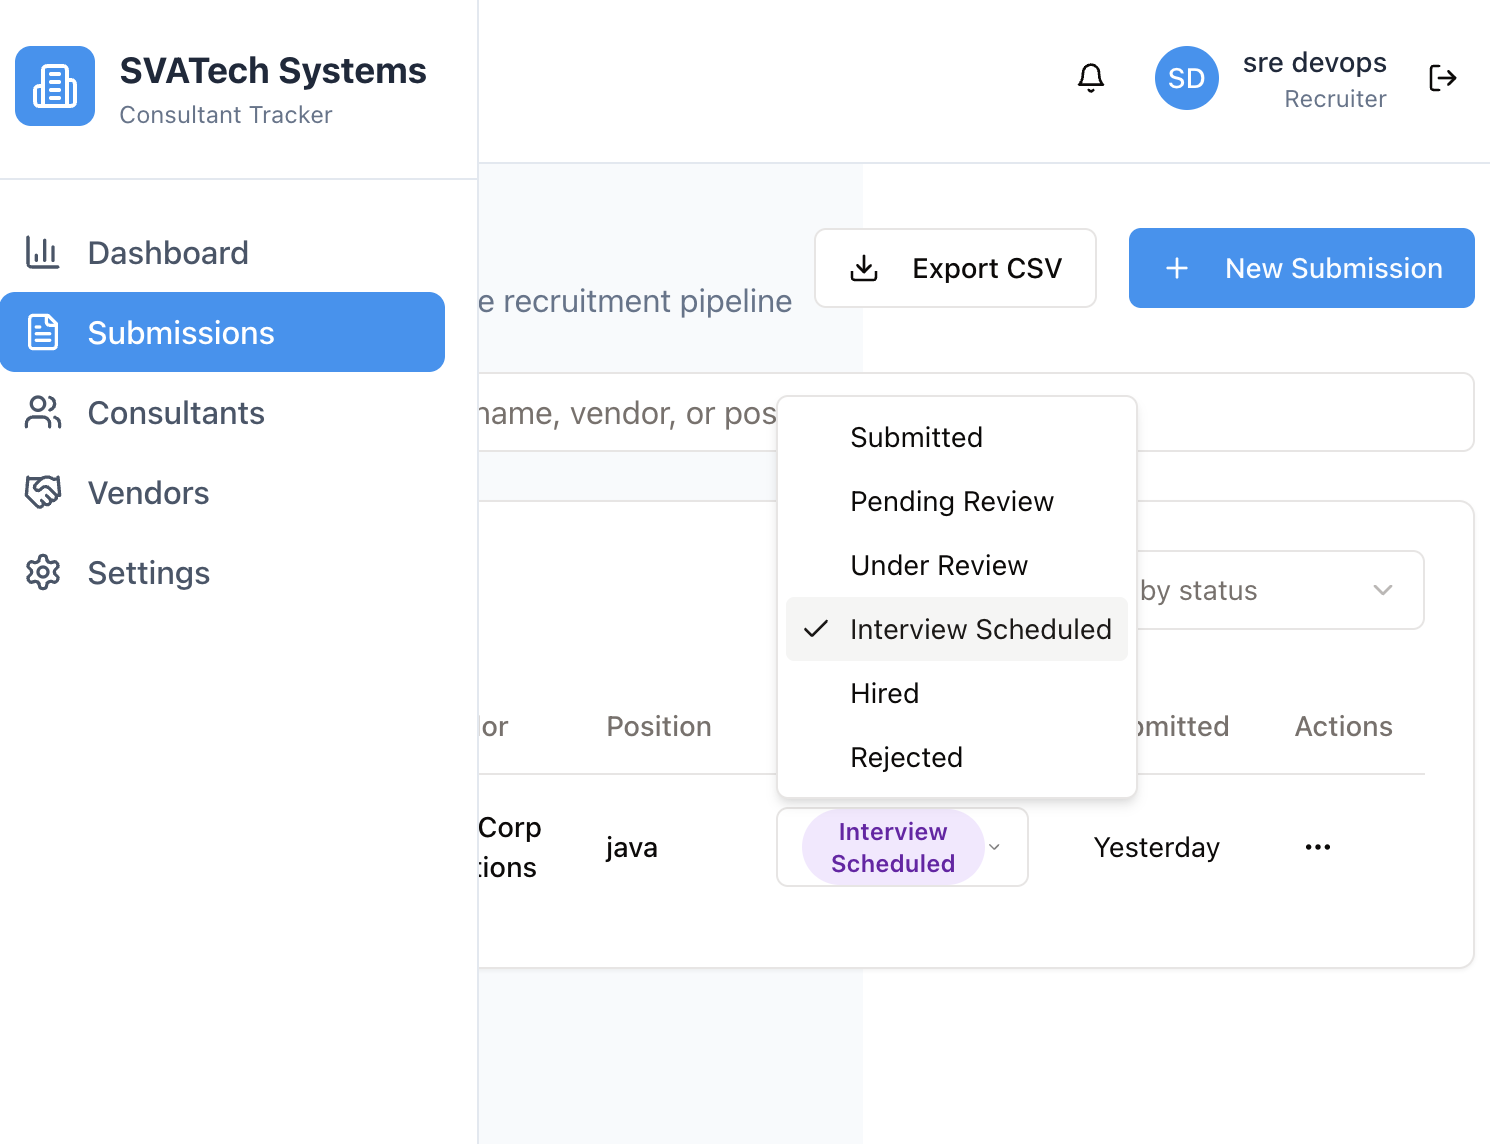 SVATech Systems
Consultant Tracker
SD
sre devops
Recruiter
Dashboard
Submissions
Consultants
Vendors
Settings
e recruitment pipeline
Export CSV
New Submission
name, vendor, or pos
Submitted
Pending Review
Under Review
Interview Scheduled
Hired
Rejected
by status
dor
Position
bmitted
Actions
Corp
tions
java
Interview
Scheduled
Yesterday